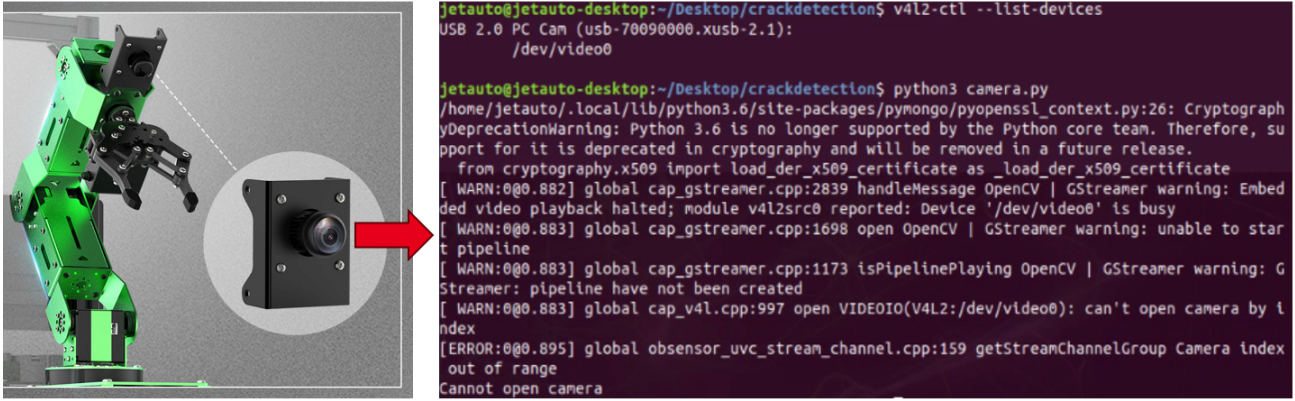 jetauto@jetauto-desktop:~/Desktop/crackdetection$ v4l2-ctl --list-devices
USB 2.0 PC Cam (usb-70090000.xusb-2.1):
/dev/video0
jetauto@jetauto-desktop:~/Desktop/crackdetection$ python3 camera.py
/home/jetauto/.local/lib/python3.6/site-packages/pymongo/pyopenssl_context.py:26: Cryptograph
yDeprecationWarning: Python 3.6 is no longer supported by the Python core team. Therefore, su
pport for it is deprecated in cryptography and will be removed in a future release.
from cryptography.x509 import load_der_x509_certificate as _load_der_x509_certificate
[ WARN:0@0.882] global cap_gstreamer.cpp:2839 handleMessage OpenCV | GStreamer warning: Embed
ded video playback halted; module v4l2src0 reported: Device '/dev/video0' is busy
[ WARN:0@0.883] global cap_gstreamer.cpp:1698 open OpenCV | GStreamer warning: unable to star
t pipeline
[ WARN:0@0.883] global cap_gstreamer.cpp:1173 isPipelinePlaying OpenCV | GStreamer warning: G
Streamer: pipeline have not been created
[ WARN:0@0.883] global cap_v4l.cpp:997 open VIDEOIO(V4L2:/dev/video0): can't open camera by i
ndex
[ERROR:0@0.895] global obsensor_uvc_stream_channel.cpp:159 getStreamChannelGroup Camera index
out of range
Cannot open camera